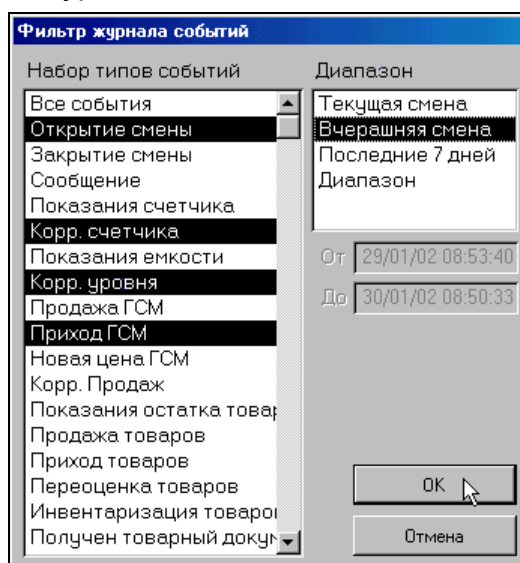 Фильтр журнала событий
Набор типов событий
Все события
Открытие смены
Закрытие смены
Сообщение
Показания счетчика
Корр. счетчика
Показания емкости
Корр. уровня
Продажа ГСМ
Приход ГСМ
Новая цена ГСМ
Корр. Продаж
Показания остатка товар
Продажа товаров
Приход товаров
Переоценка товаров
Инвентаризация товаро
Получен товарный докум
Диапазон
Текущая смена
Вчерашняя смена
Последние 7 дней
Диапазон
От 29/01/02 08:53:40
До 30/01/02 08:50:33
OK
Отмена